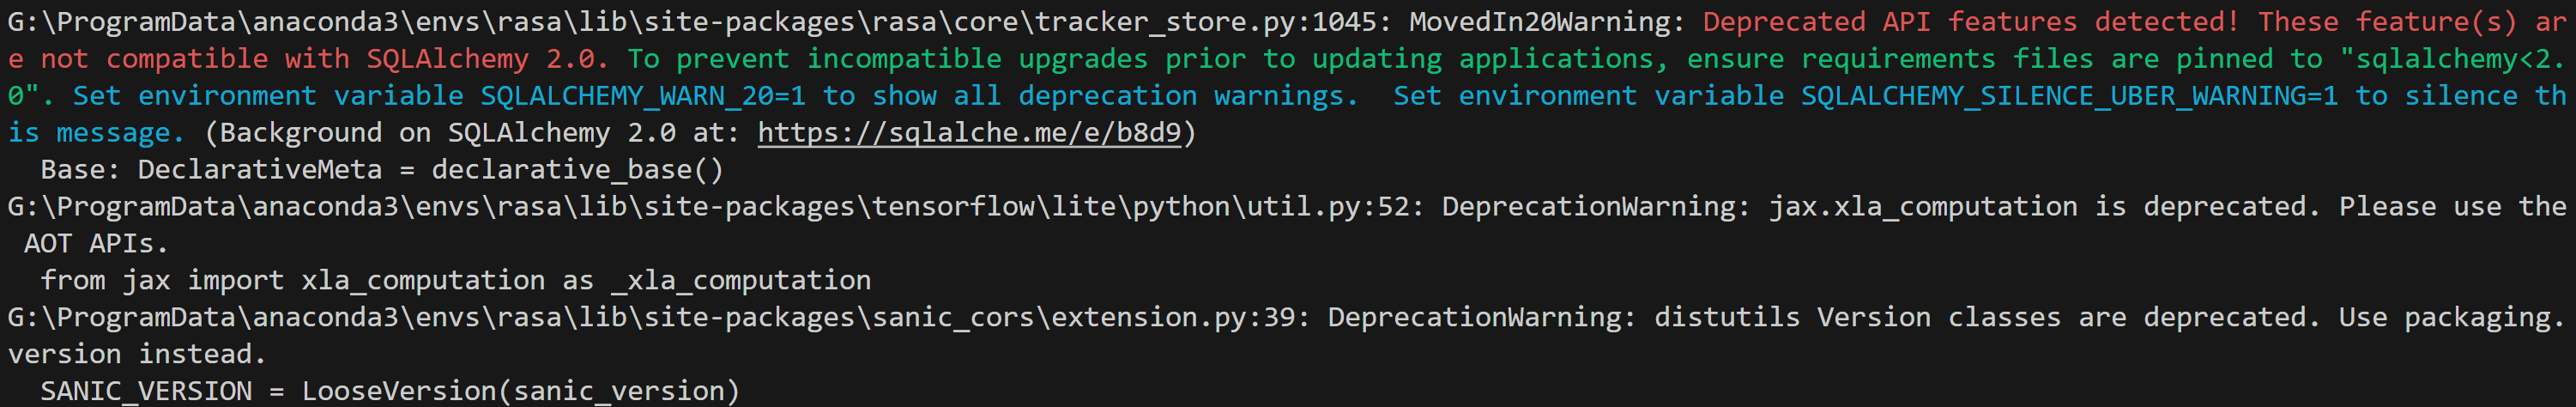 G:\ProgramData\anaconda3\envs\rasa\lib\site-packages\rasa\core\tracker_store.py:1045: MovedIn20Warning: Deprecated API features detected! These feature(s) ar
e not compatible with SQLAlchemy 2.0. To prevent incompatible upgrades prior to updating applications, ensure requirements files are pinned to "sqlalchemy<2.
0". Set environment variable SQLALCHEMY_WARN_20=1 to show all deprecation warnings.  Set environment variable SQLALCHEMY_SILENCE_UBER_WARNING=1 to silence th
is message. (Background on SQLAlchemy 2.0 at: https://sqlalche.me/e/b8d9)
  Base: DeclarativeMeta = declarative_base()
G:\ProgramData\anaconda3\envs\rasa\lib\site-packages\tensorflow\lite\python\util.py:52: DeprecationWarning: jax.xla_computation is deprecated. Please use the
 AOT APIs.
  from jax import xla_computation as _xla_computation
G:\ProgramData\anaconda3\envs\rasa\lib\site-packages\sanic_cors\extension.py:39: DeprecationWarning: distutils Version classes are deprecated. Use packaging.
version instead.
  SANIC_VERSION = LooseVersion(sanic_version)